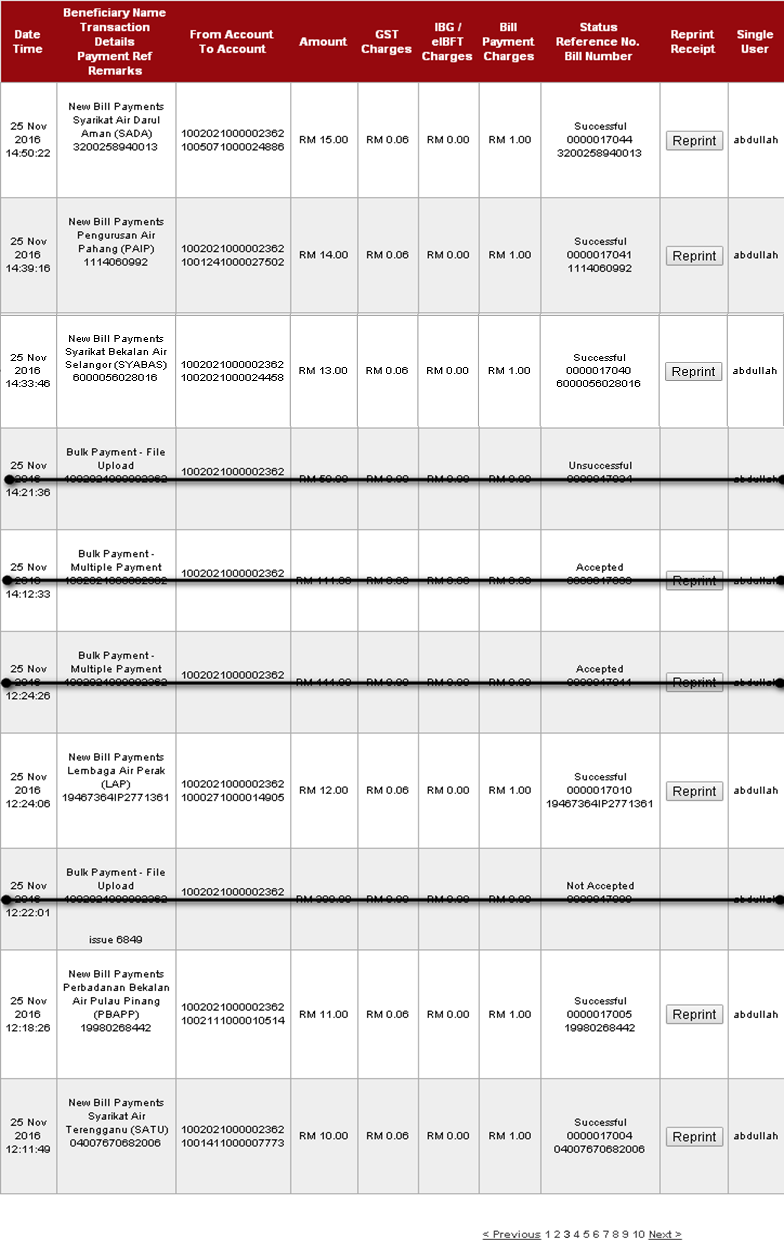 Date Time
Beneficiary Name Transaction Details Payment Ref Remarks
From Account To Account
Amount
GST Charges
IBG / eIBFT Charges
Bill Payment Charges
Status Reference No. Bill Number
Reprint Receipt
Single User
25 Nov 2016 14:50:22
New Bill Payments
Syarikat Air Darul
Aman (SADA)
3200258940013
1002021000002362
1005071000024886
RM 15.00
RM 0.06
RM 0.00
RM 1.00
Successful
0000017044
3200258940013
Reprint
abdullah
25 Nov 2016 14:39:16
New Bill Payments
Pengurusan Air
Pahang (PAIP)
1114060992
1002021000002362
1001241000027502
RM 14.00
RM 0.06
RM 0.00
RM 1.00
Successful
0000017041
1114060992
Reprint
abdullah
25 Nov 2016 14:33:46
New Bill Payments
Syarikat Bekalan Air
Selangor (SYABAS)
6000056028016
1002021000002362
1002021000024458
RM 13.00
RM 0.06
RM 0.00
RM 1.00
Successful
0000017040
6000056028016
Reprint
abdullah
25 Nov
14:21:36
Bulk Payment - File
Upload
1002021000002362
Unsuccessful
abdullah
25 Nov
14:12:33
Bulk Payment -
Multiple Payment
1002021000002362
Accepted
Reprint
abdullah
25 Nov
12:24:26
Bulk Payment -
Multiple Payment
1002021000002362
Accepted
Reprint
abdullah
25 Nov 2016 12:24:06
New Bill Payments
Lembaga Air Perak
(LAP)
19467364IP2771361
1002021000002362
1000271000014905
RM 12.00
RM 0.06
RM 0.00
RM 1.00
Successful
0000017010
19467364IP2771361
Reprint
abdullah
25 Nov
12:22:01
Bulk Payment - File
Upload
issue 6849
1002021000002362
Not Accepted
abdullah
25 Nov 2016 12:18:26
New Bill Payments
Perbadanan Bekalan
Air Pulau Pinang
(PBAPP)
19980268442
1002021000002362
1002111000010514
RM 11.00
RM 0.06
RM 0.00
RM 1.00
Successful
0000017005
19980268442
Reprint
abdullah
25 Nov 2016 12:11:49
New Bill Payments
Syarikat Air
Terengganu (SATU)
04007670682006
1002021000002362
1001411000007773
RM 10.00
RM 0.06
RM 0.00
RM 1.00
Successful
0000017004
04007670682006
Reprint
abdullah
< Previous 1 2 3 4 5 6 7 8 9 10 Next >